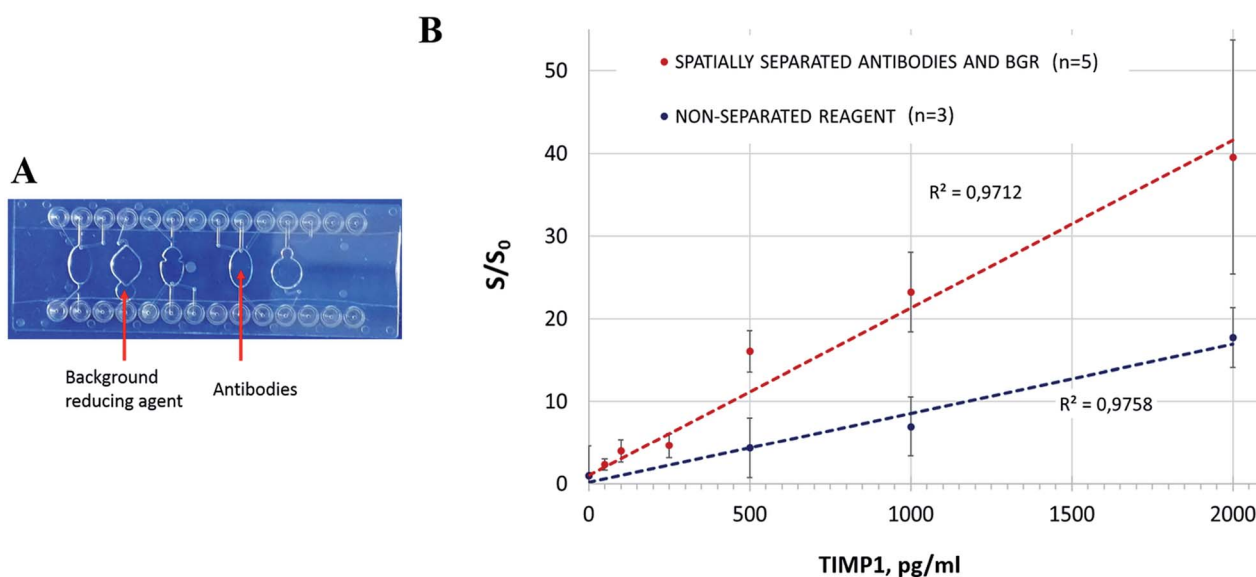 A
Background
reducing agent
Antibodies
B
S/S₀
50
40
30
20
10
0
SPATIALLY SEPARATED ANTIBODIES AND BGR (n=5)
NON-SEPARATED REAGENT (n=3)
R² = 0,9712
R² = 0,9758
0
500
1000
1500
2000
TIMP1, pg/ml